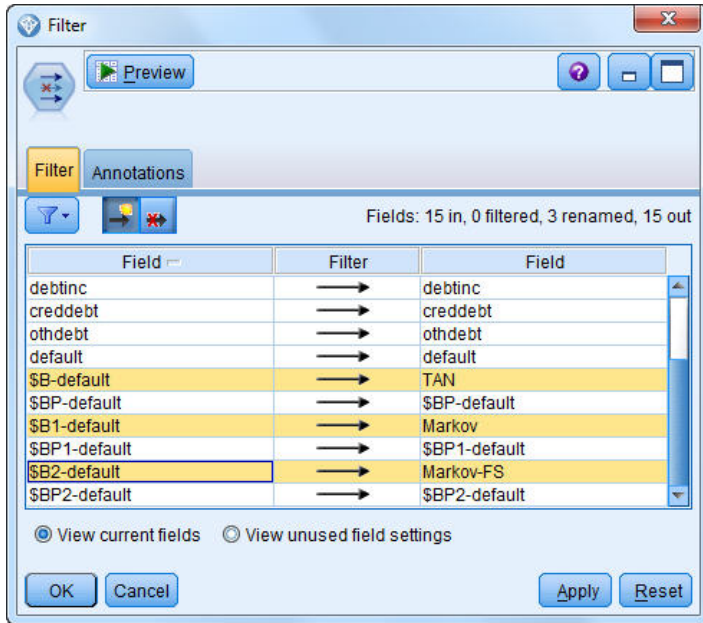 Filter
Preview
Filter Annotations
Fields: 15 in, 0 filtered, 3 renamed, 15 out
Field Filter Field
debtinc debtinc
creddebt creddebt
othdebt othdebt
default default
$B-default TAN
$BP-default $BP-default
$B1-default Markov
$BP1-default $BP1-default
$B2-default Markov-FS
$BP2-default $BP2-default
View current fields View unused field settings
OK Cancel Apply Reset